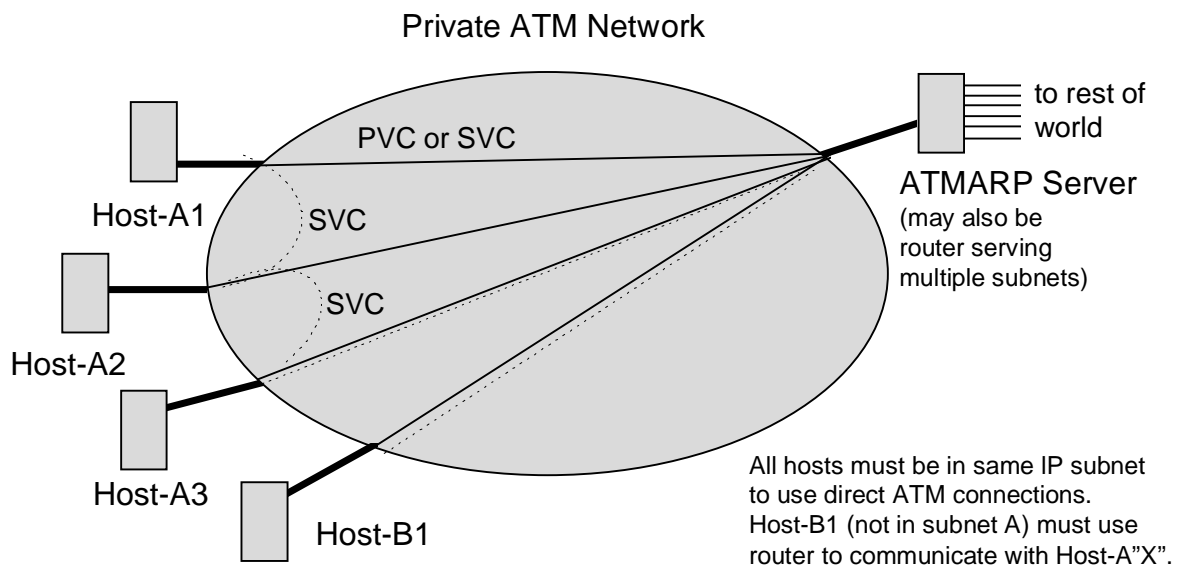 Private ATM Network
PVC or SVC
to rest of
world
Host-A1
SVC
ATMARP Server
(may also be
router serving
multiple subnets)
SVC
Host-A2
Host-A3
Host-B1
All hosts must be in same IP subnet
to use direct ATM connections.
Host-B1 (not in subnet A) must use
router to communicate with Host-A”X”.